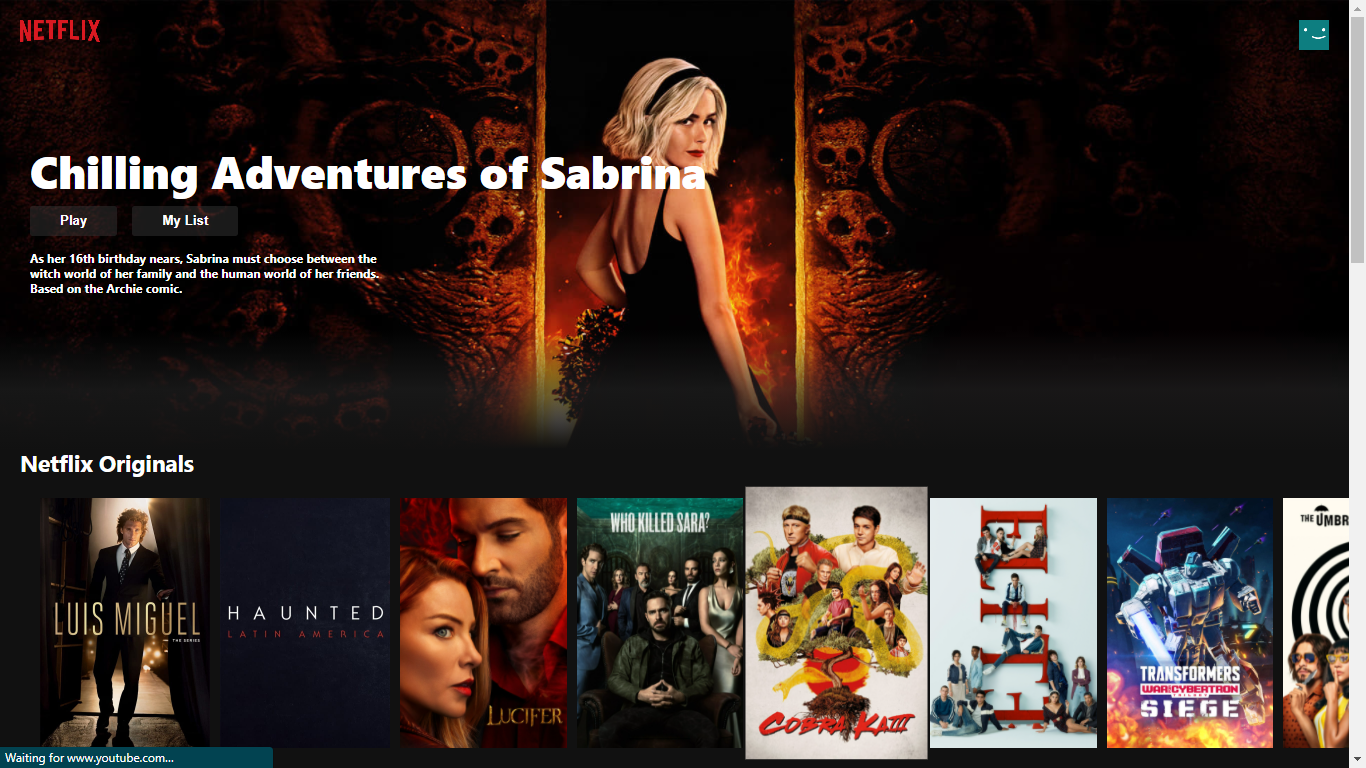 NETFLIX
Chilling Adventures of Sabrina
Play
My List
As her 16th birthday nears, Sabrina must choose between the
witch world of her family and the human world of her friends.
Based on the Archie comic.
Netflix Originals
LUIS MIGUEL
THE SERIES
HAUNTED
LATIN AMERICA
LUCIFER
WHO KILLED SARA?
COBRA KAI III
ELITE
TRANSFORMERS
WAR FOR CYBERTRON
TRILOGY
SIEGE
THE UMBR
Waiting for www.youtube.com...